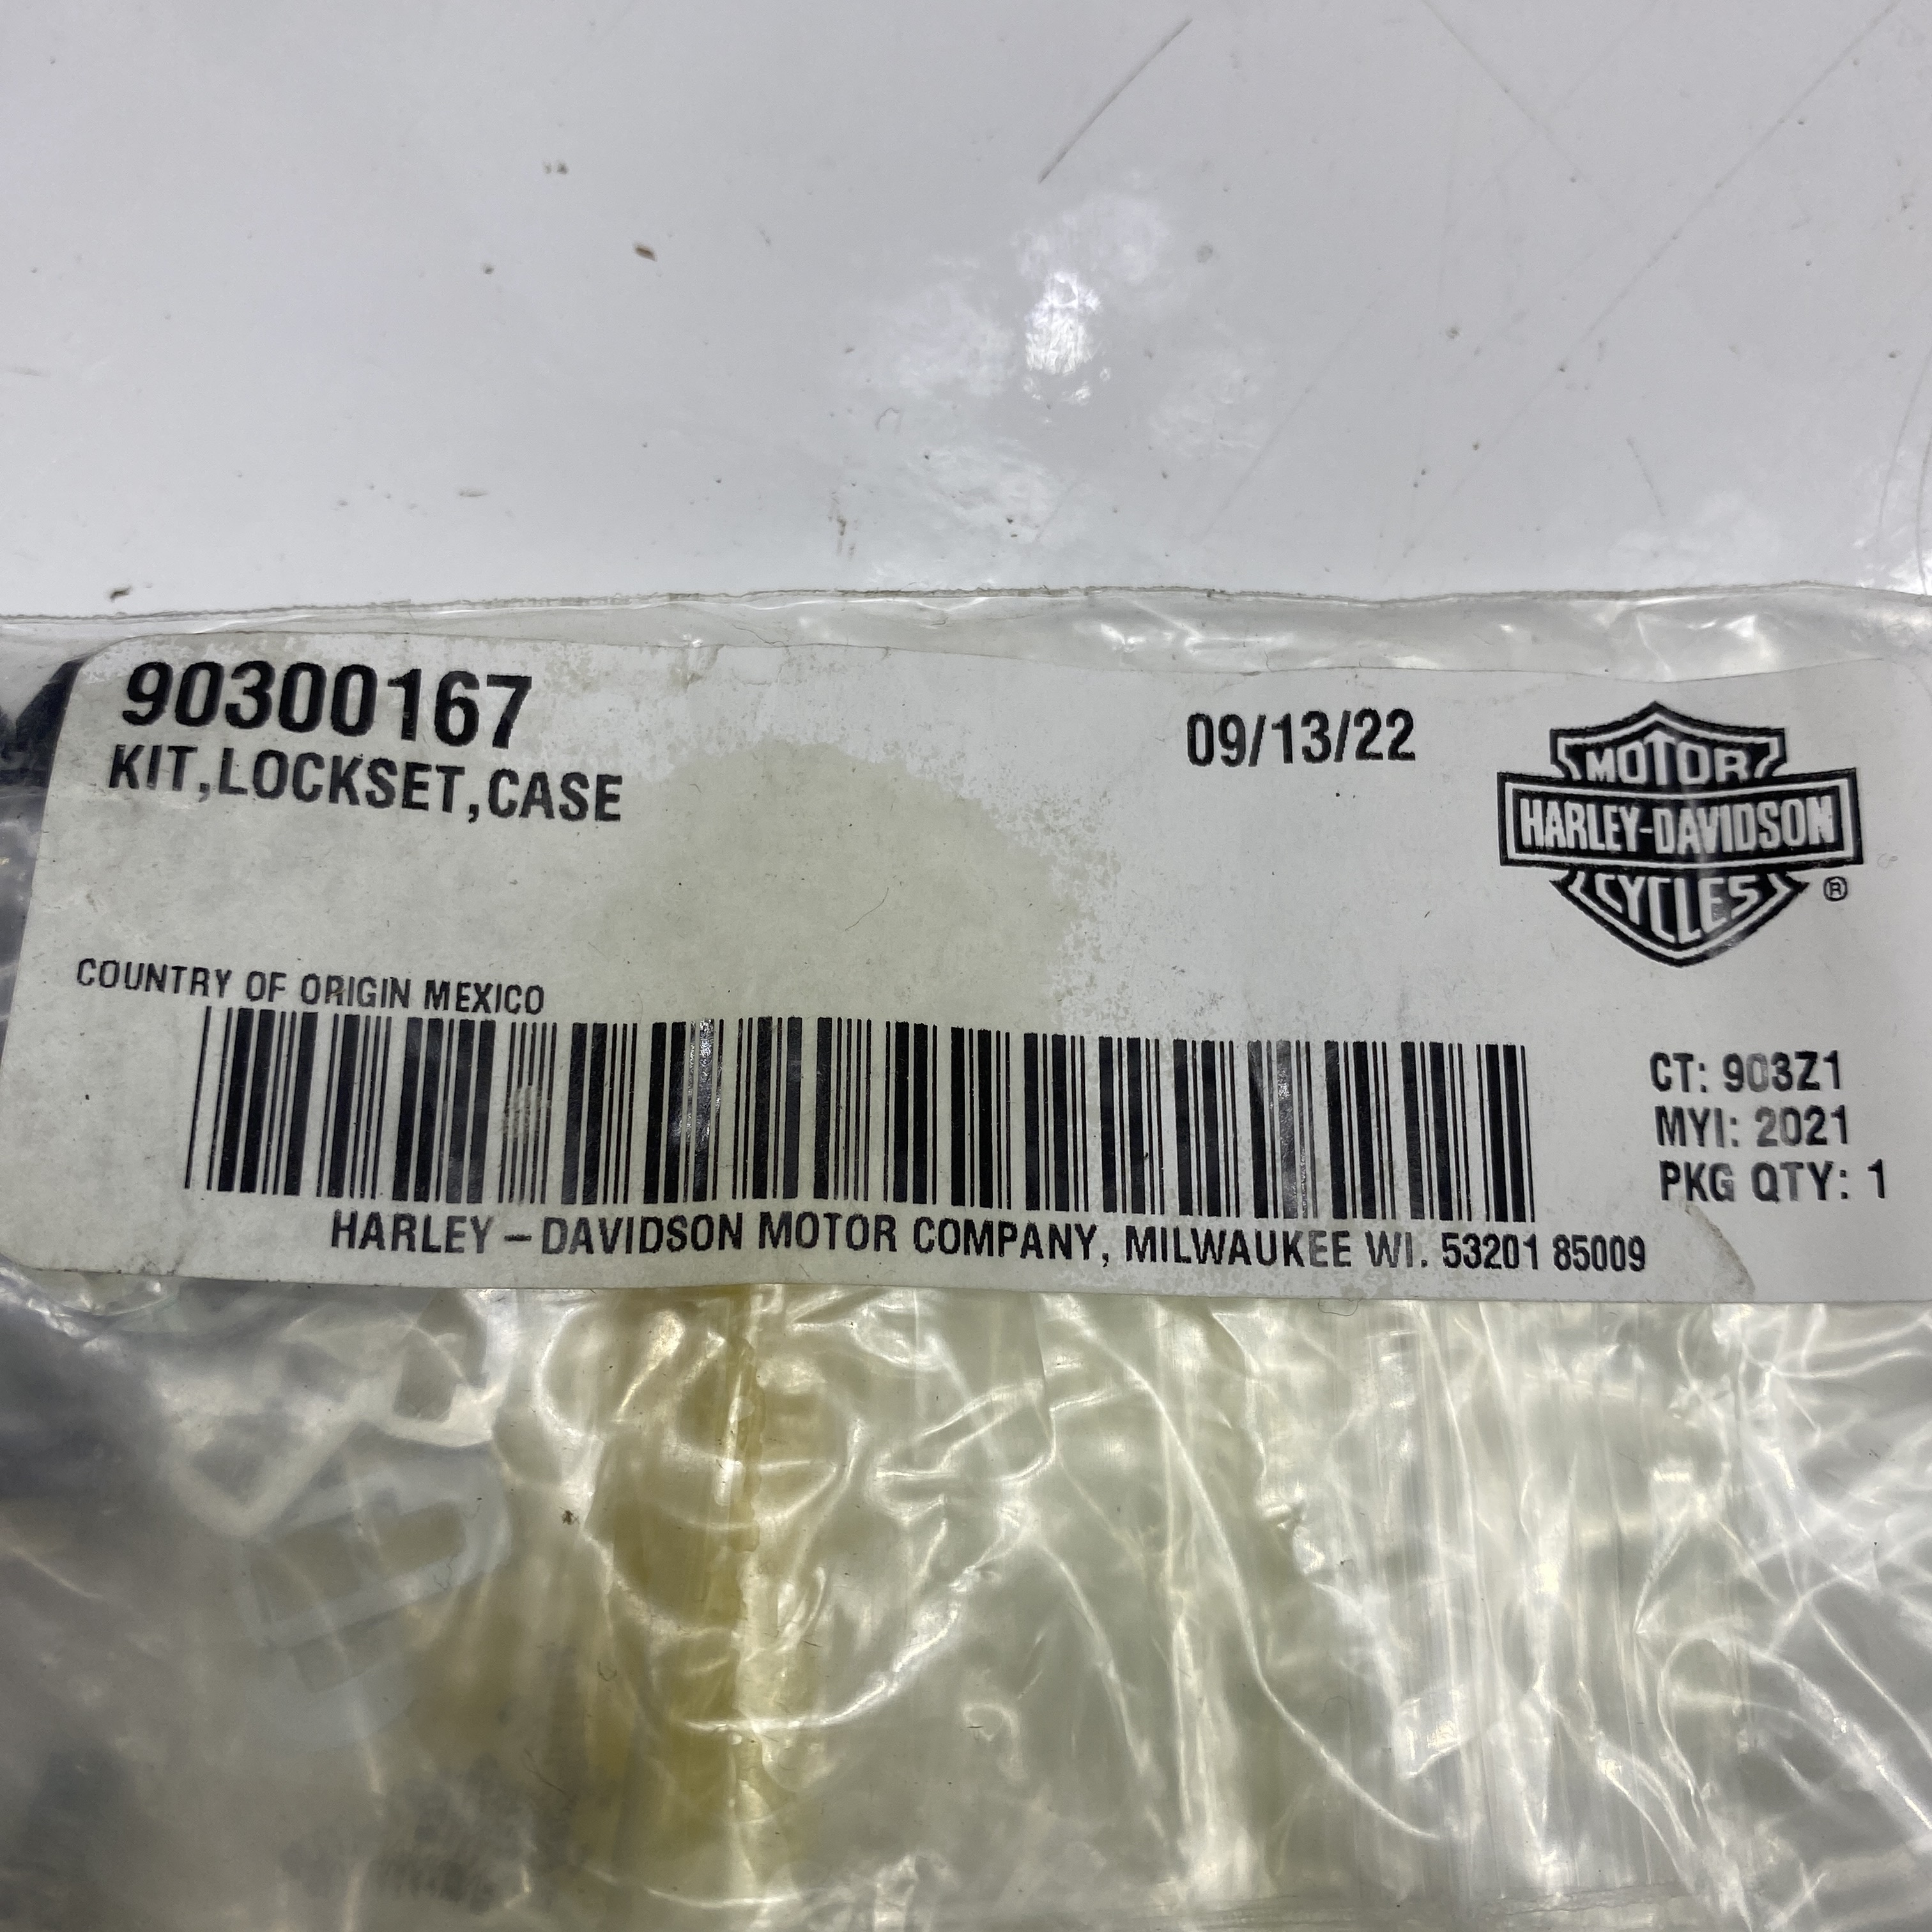 90300167
KIT,LOCKSET,CASE
09/13/22
MOTOR
HARLEY-DAVIDSON
CYCLES
®
COUNTRY OF ORIGIN MEXICO
CT: 903Z1
MYI: 2021
PKG QTY: 1
HARLEY – DAVIDSON MOTOR COMPANY, MILWAUKEE WI. 53201 85009